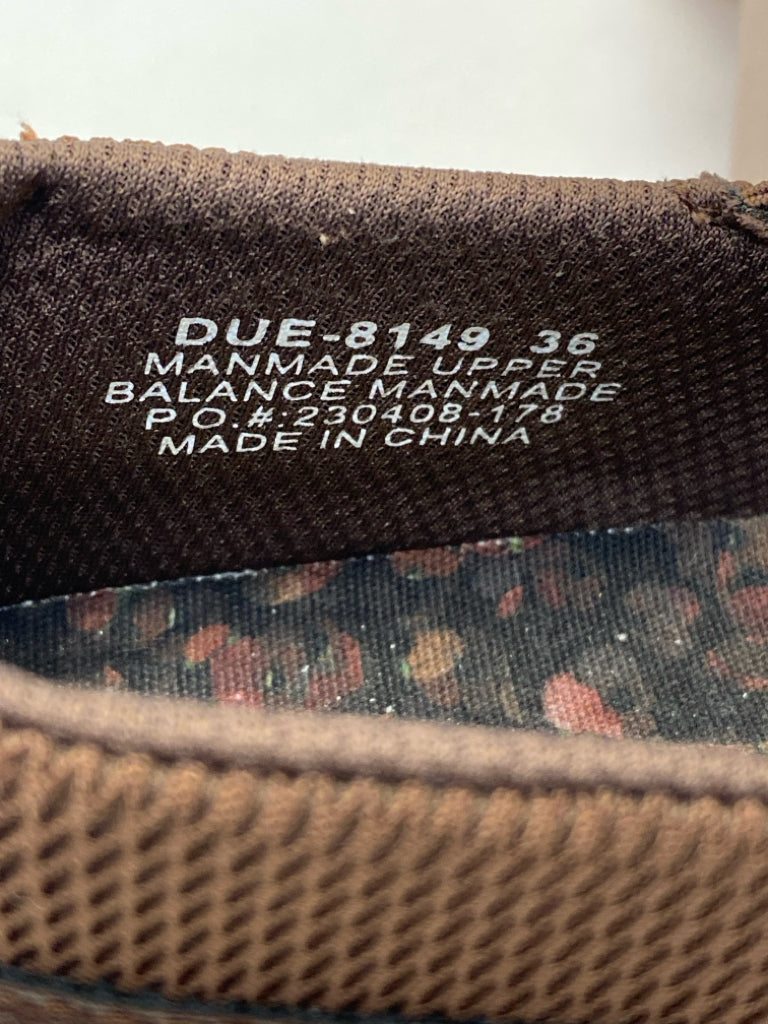 DUE-8149 36
MANMADE UPPER
BALANCE MANMADE
P O.#:230408-178
MADE IN CHINA